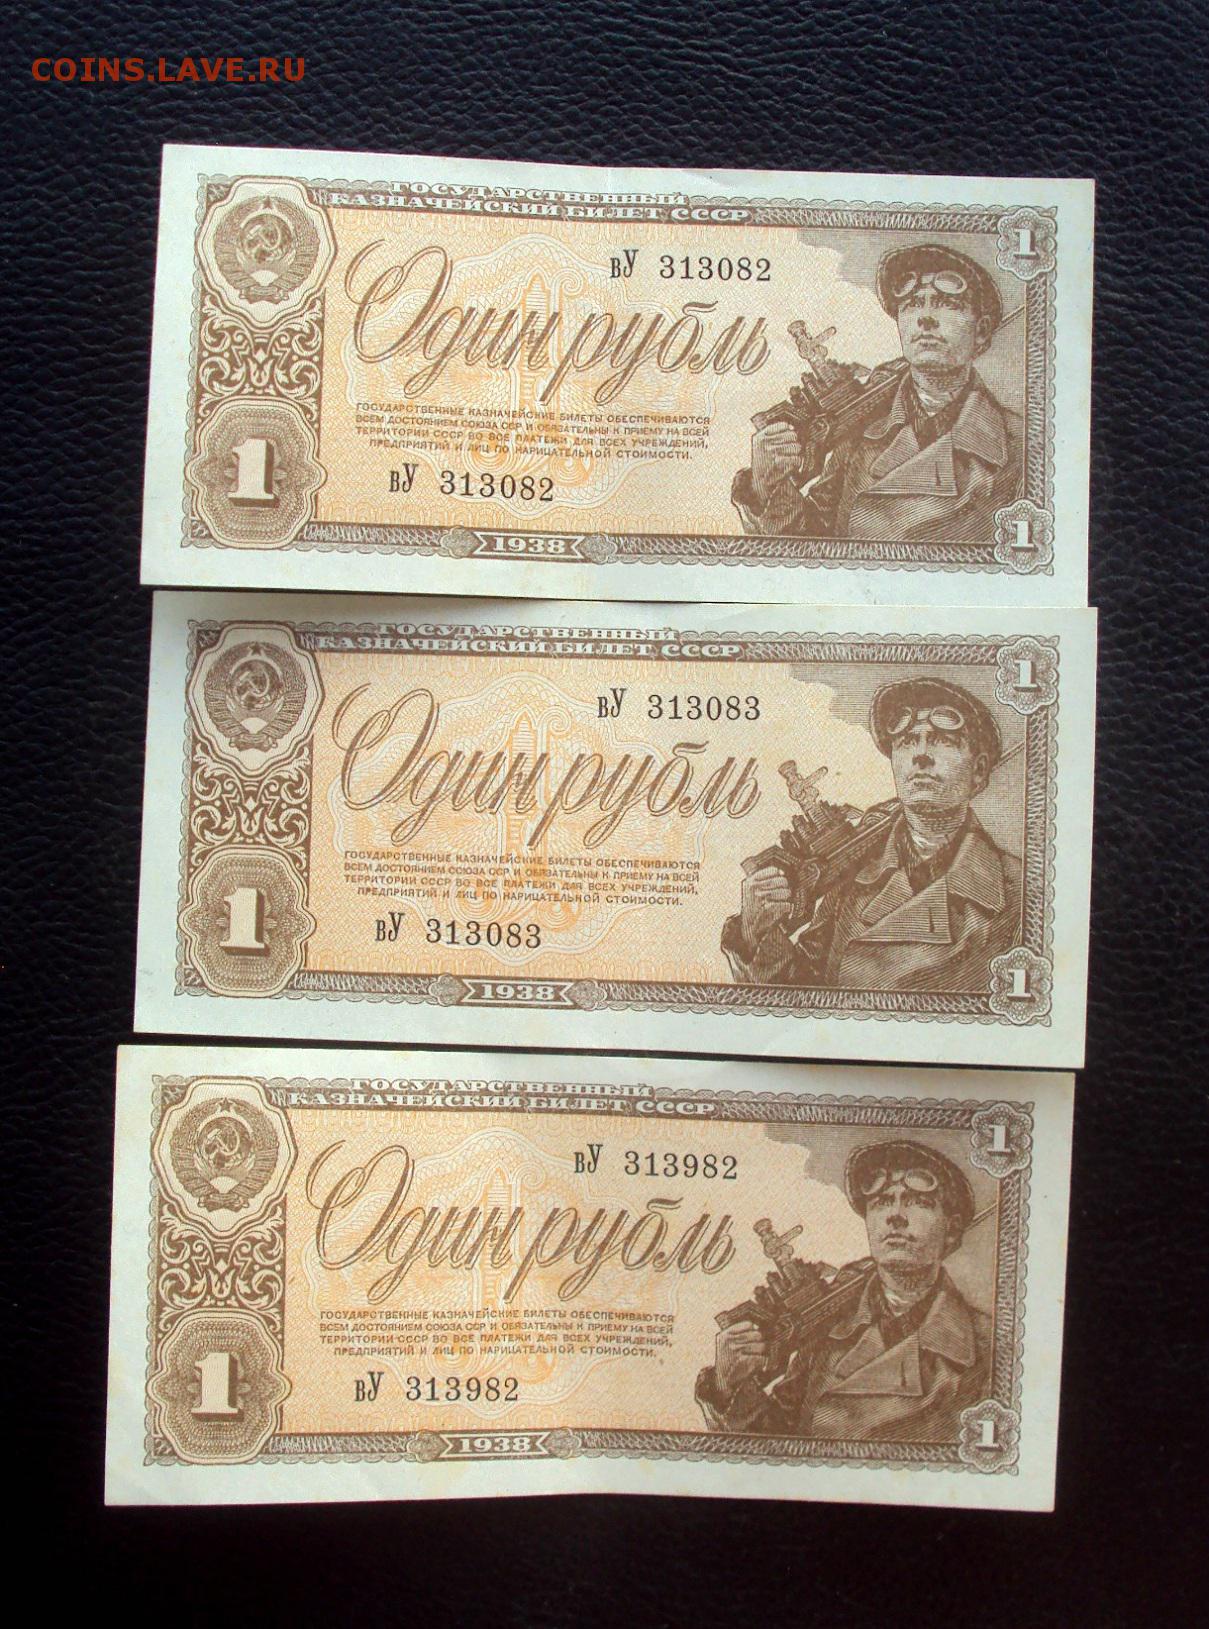 COINS.LAVE.RU
ГОСУДАРСТВЕННЫЙ
КАЗНАЧЕЙСКИЙ БИЛЕТ СССР
1
вУ 313082
Один рубль
ГОСУДАРСТВЕННЫЕ КАЗНАЧЕЙСКИЕ БИЛЕТЫ ОБЕСПЕЧИВАЮТСЯ
ВСЕМ ДОСТОЯНИЕМ СОЮЗА ССР И ОБЯЗАТЕЛЬНЫ К ПРИЕМУ НА ВСЕЙ
ТЕРРИТОРИИ СССР ВО ВСЕ ПЛАТЕЖИ ДЛЯ ВСЕХ УЧРЕЖДЕНИЙ,
ПРЕДПРИЯТИЙ И ЛИЦ ПО НАРИЦАТЕЛЬНОЙ СТОИМОСТИ.
1
вУ 313082
1938
1
ГОСУДАРСТВЕННЫЙ
КАЗНАЧЕЙСКИЙ БИЛЕТ СССР
1
вУ 313083
Один рубль
ГОСУДАРСТВЕННЫЕ КАЗНАЧЕЙСКИЕ БИЛЕТЫ ОБЕСПЕЧИВАЮТСЯ
ВСЕМ ДОСТОЯНИЕМ СОЮЗА ССР И ОБЯЗАТЕЛЬНЫ К ПРИЕМУ НА ВСЕЙ
ТЕРРИТОРИИ СССР ВО ВСЕ ПЛАТЕЖИ ДЛЯ ВСЕХ УЧРЕЖДЕНИЙ,
ПРЕДПРИЯТИЙ И ЛИЦ ПО НАРИЦАТЕЛЬНОЙ СТОИМОСТИ.
1
вУ 313083
1938
1
ГОСУДАРСТВЕННЫЙ
КАЗНАЧЕЙСКИЙ БИЛЕТ СССР
1
вУ 313982
Один рубль
ГОСУДАРСТВЕННЫЕ КАЗНАЧЕЙСКИЕ БИЛЕТЫ ОБЕСПЕЧИВАЮТСЯ
ВСЕМ ДОСТОЯНИЕМ СОЮЗА ССР И ОБЯЗАТЕЛЬНЫ К ПРИЕМУ НА ВСЕЙ
ТЕРРИТОРИИ СССР ВО ВСЕ ПЛАТЕЖИ ДЛЯ ВСЕХ УЧРЕЖДЕНИЙ,
ПРЕДПРИЯТИЙ И ЛИЦ ПО НАРИЦАТЕЛЬНОЙ СТОИМОСТИ.
1
вУ 313982
1938
1